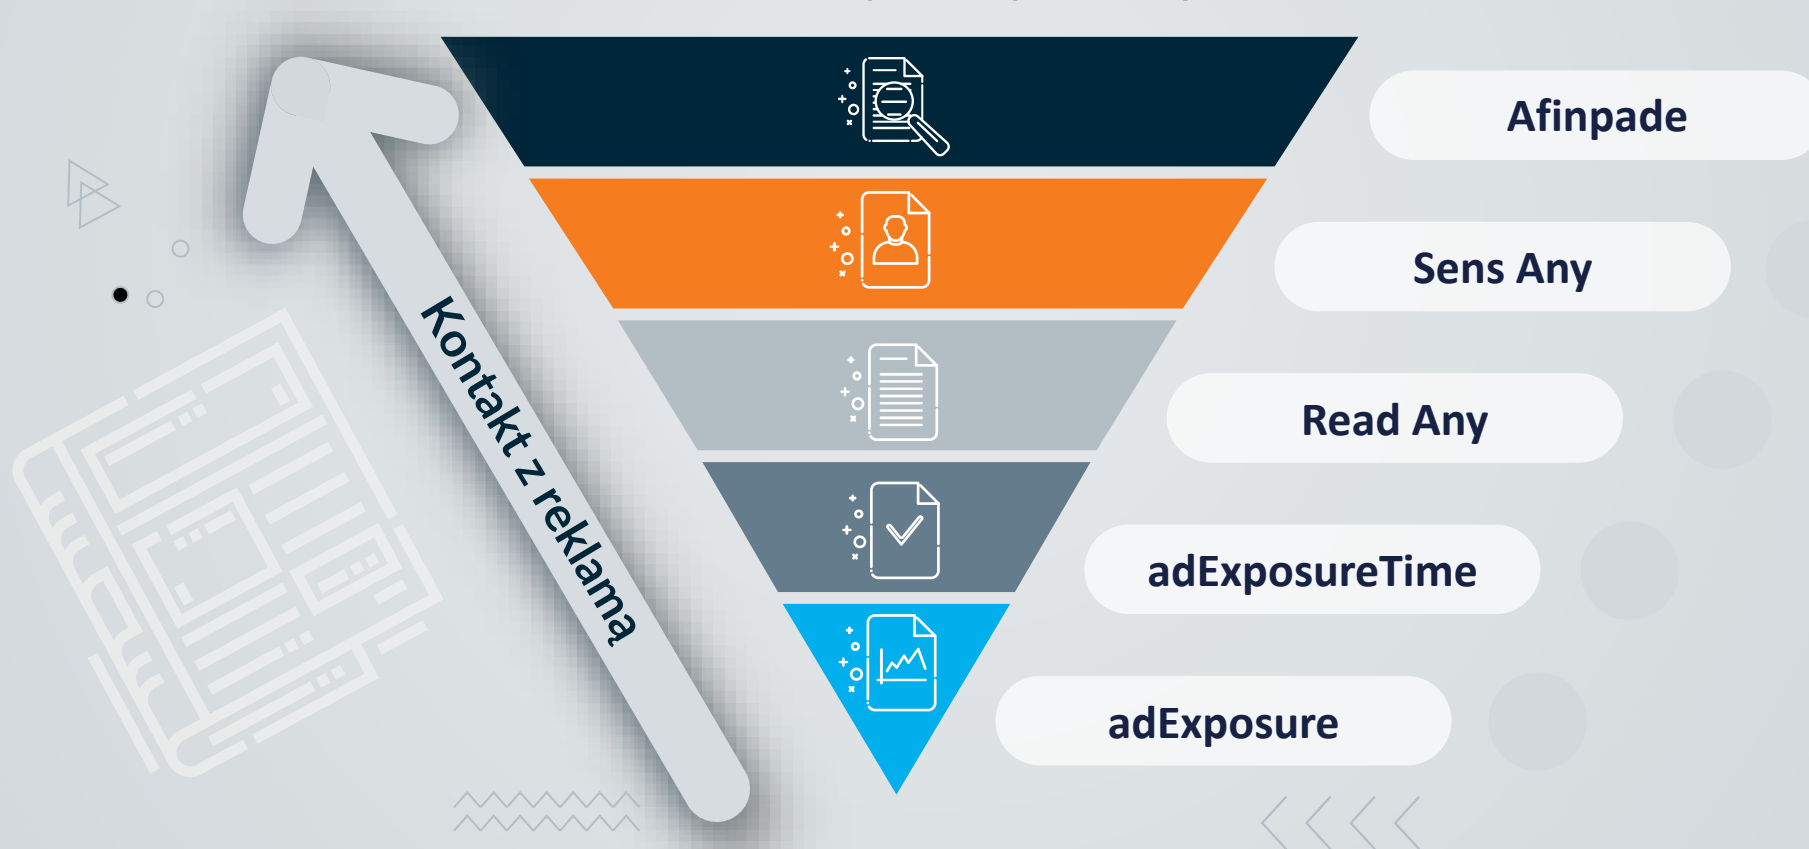 Afinpade
Sens Any
Kontakt z reklamą
Read Any
adExposureTime
adExposure